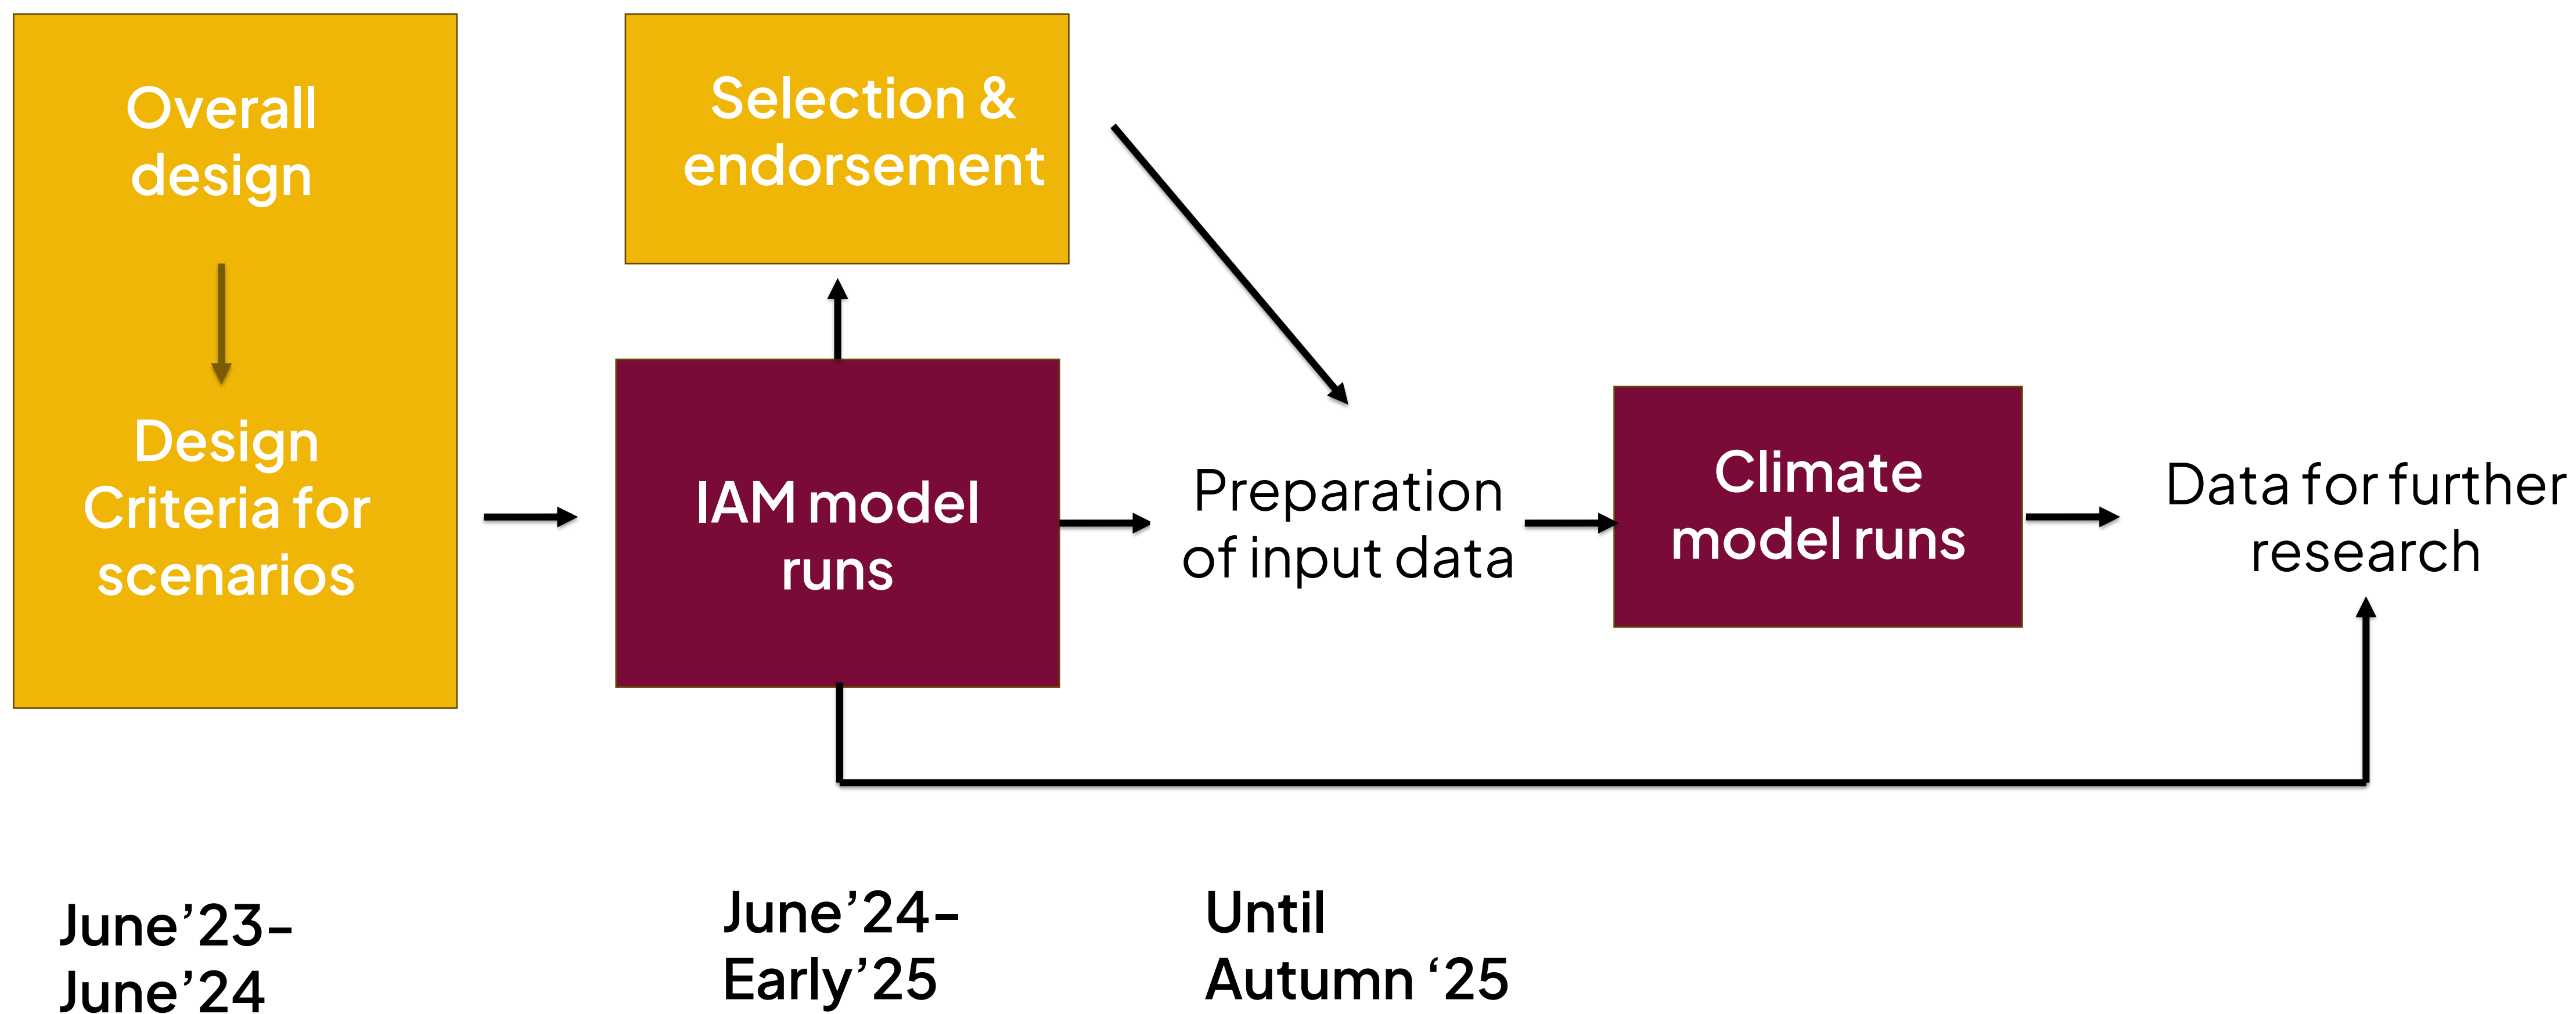 Overall
design
Design
Criteria for
scenarios
Selection &
endorsement
IAM model
runs
Preparation
of input data
Climate
model runs
Data for further
research
June’23-
June’24
June’24-
Early’25
Until
Autumn ‘25